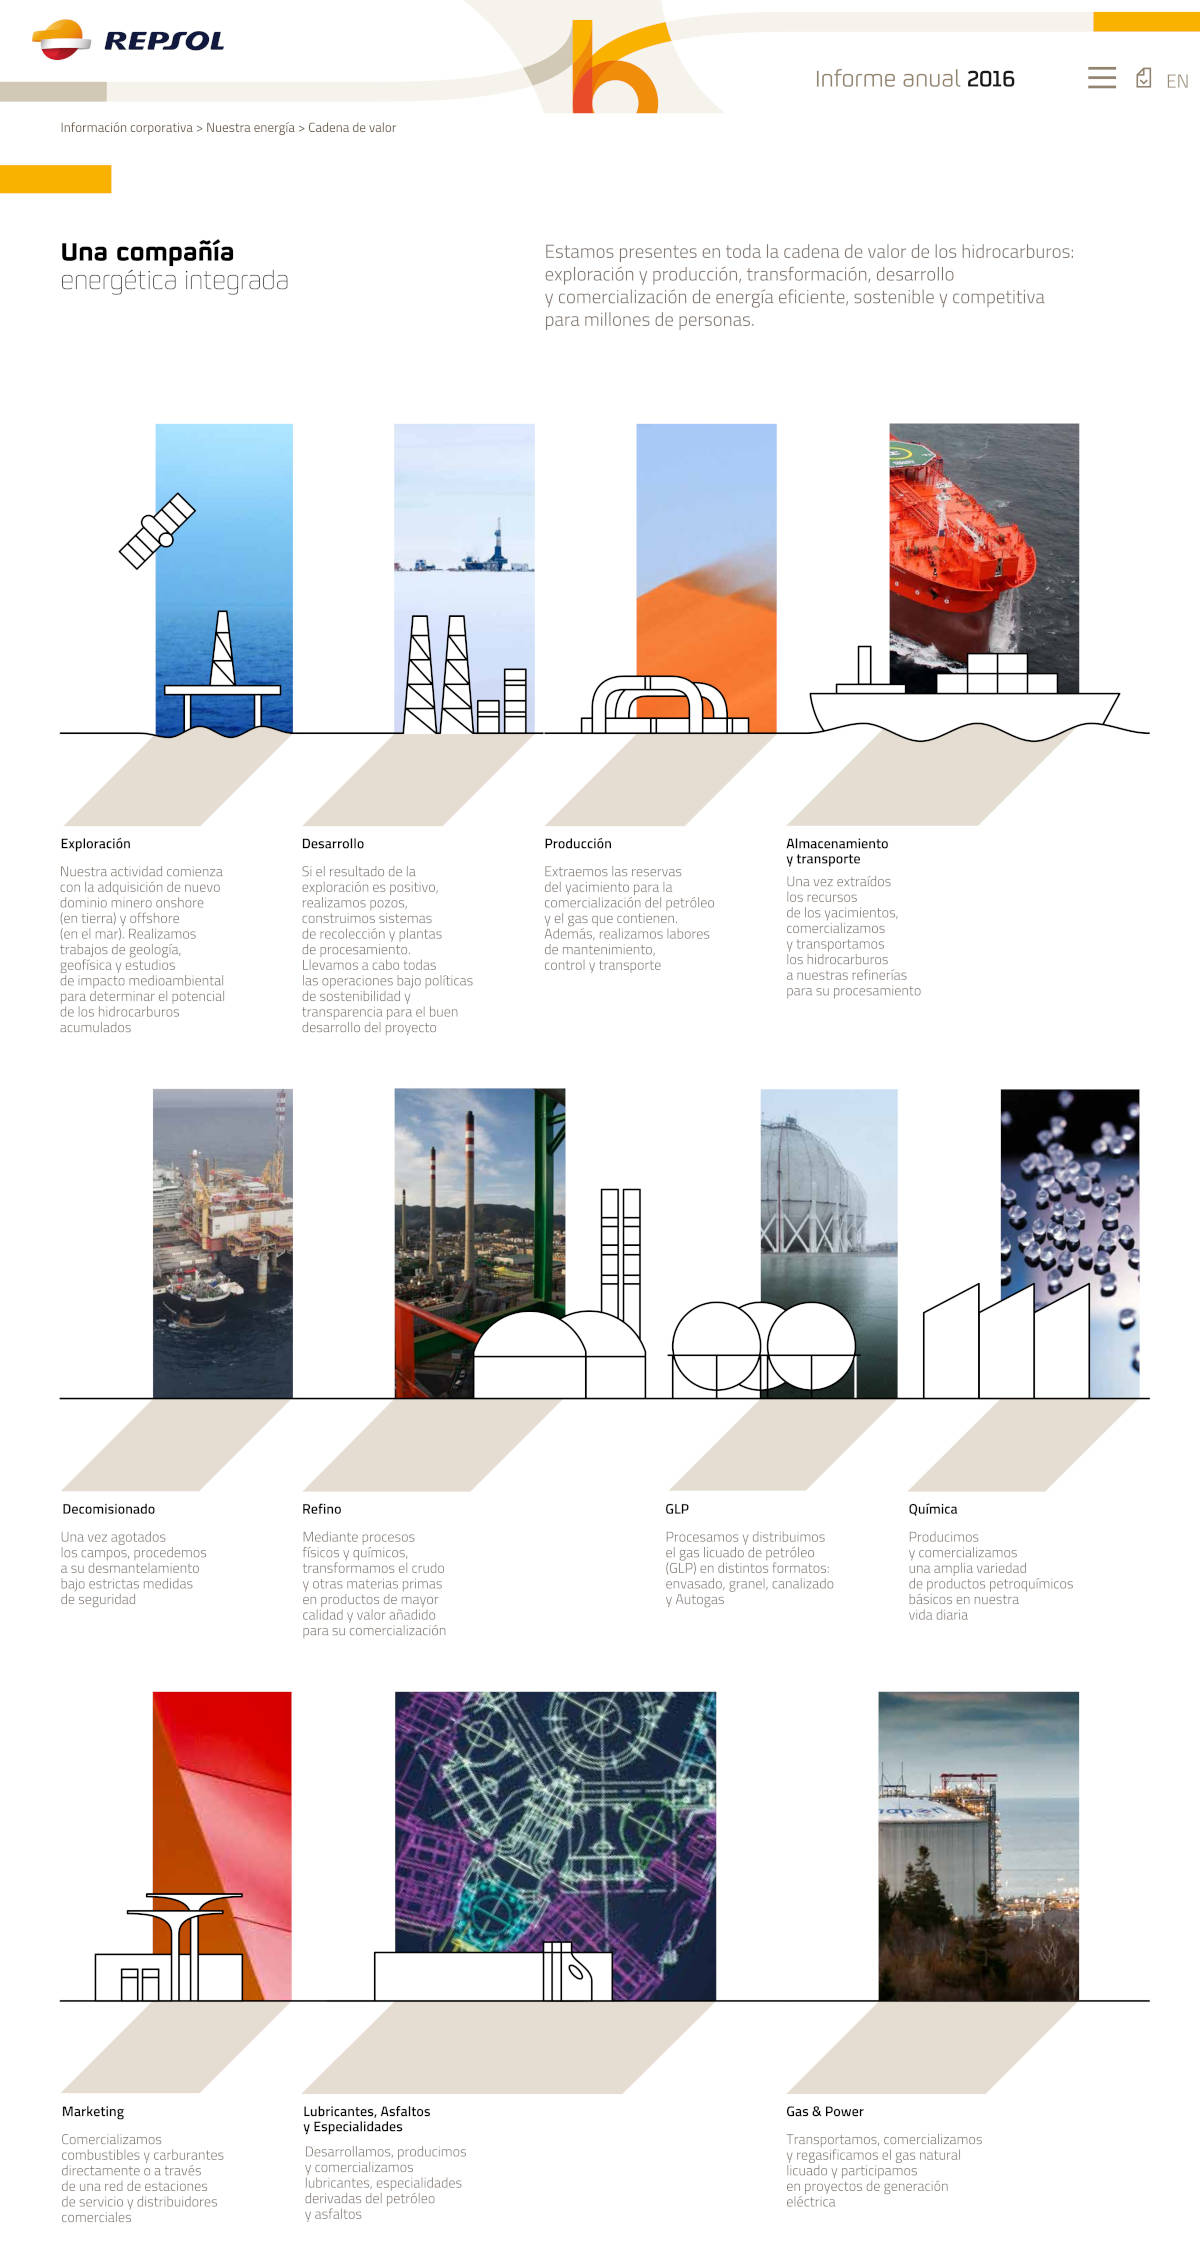 REPSOL
Informe anual 2016
EN
Información corporativa > Nuestra energía > Cadena de valor
Una compañía
energética integrada
Estamos presentes en toda la cadena de valor de los hidrocarburos:
exploración y producción, transformación, desarrollo
y comercialización de energía eficiente, sostenible y competitiva
para millones de personas.
Exploración
Nuestra actividad comienza
con la adquisición de nuevo
dominio minero onshore
(en tierra) y offshore
(en el mar). Realizamos
trabajos de geología,
geofísica y estudios
de impacto medioambiental
para determinar el potencial
de los hidrocarburos
acumulados
Desarrollo
Si el resultado de la
exploración es positivo,
realizamos pozos,
construimos sistemas
de recolección y plantas
de procesamiento.
Llevamos a cabo todas
las operaciones bajo políticas
de sostenibilidad y
transparencia para el buen
desarrollo del proyecto
Producción
Extraemos las reservas
del yacimiento para la
comercialización del petróleo
y el gas que contienen.
Además, realizamos labores
de mantenimiento,
control y transporte
Almacenamiento
y transporte
Una vez extraídos
los recursos
de los yacimientos,
comercializamos
y transportamos
los hidrocarburos
a nuestras refinerías
para su procesamiento
Decomisionado
Una vez agotados
los campos, procedemos
a su desmantelamiento
bajo estrictas medidas
de seguridad
Refino
Mediante procesos
físicos y químicos,
transformamos el crudo
y otras materias primas
en productos de mayor
calidad y valor añadido
para su comercialización
GLP
Procesamos y distribuimos
el gas licuado de petróleo
(GLP) en distintos formatos:
envasado, granel, canalizado
y Autogas
Química
Producimos
y comercializamos
una amplia variedad
de productos petroquímicos
básicos en nuestra
vida diaria
Marketing
Comercializamos
combustibles y carburantes
directamente o a través
de una red de estaciones
de servicio y distribuidores
comerciales
Lubricantes, Asfaltos
y Especialidades
Desarrollamos, producimos
y comercializamos
lubricantes, especialidades
derivadas del petróleo
y asfaltos
Gas & Power
Transportamos, comercializamos
y regasificamos el gas natural
licuado y participamos
en proyectos de generación
eléctrica